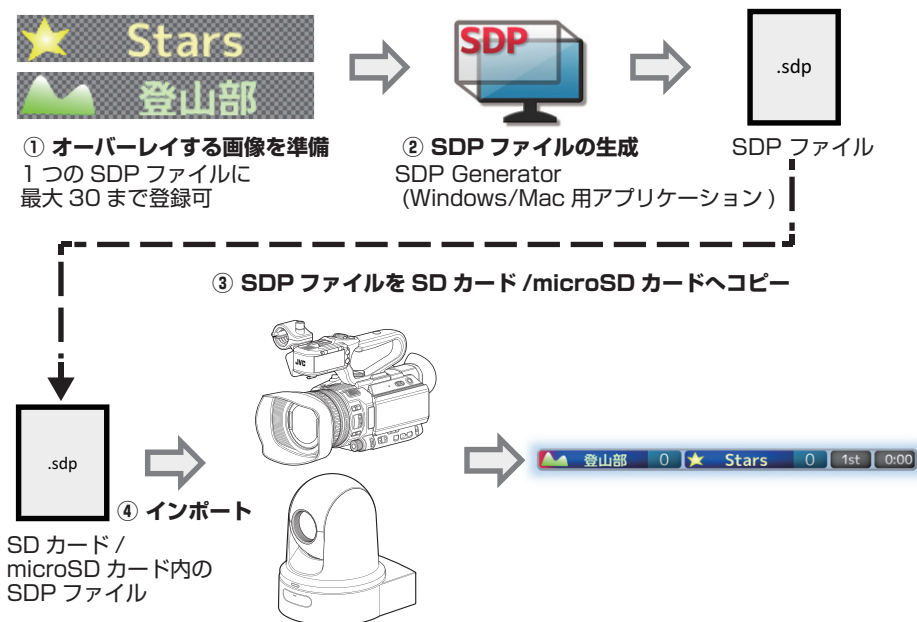 Stars
登山部
① オーバーレイする画像を準備
1 つの SDP ファイルに
最大 30 まで登録可
SDP
② SDP ファイルの生成
SDP Generator
(Windows/Mac 用アプリケーション )
.sdp
SDP ファイル
③ SDP ファイルを SD カード /microSD カードへコピー
.sdp
SD カード /
microSD カード内の
SDP ファイル
④ インポート
JVC
登山部 0 Stars 0 1st 0:00